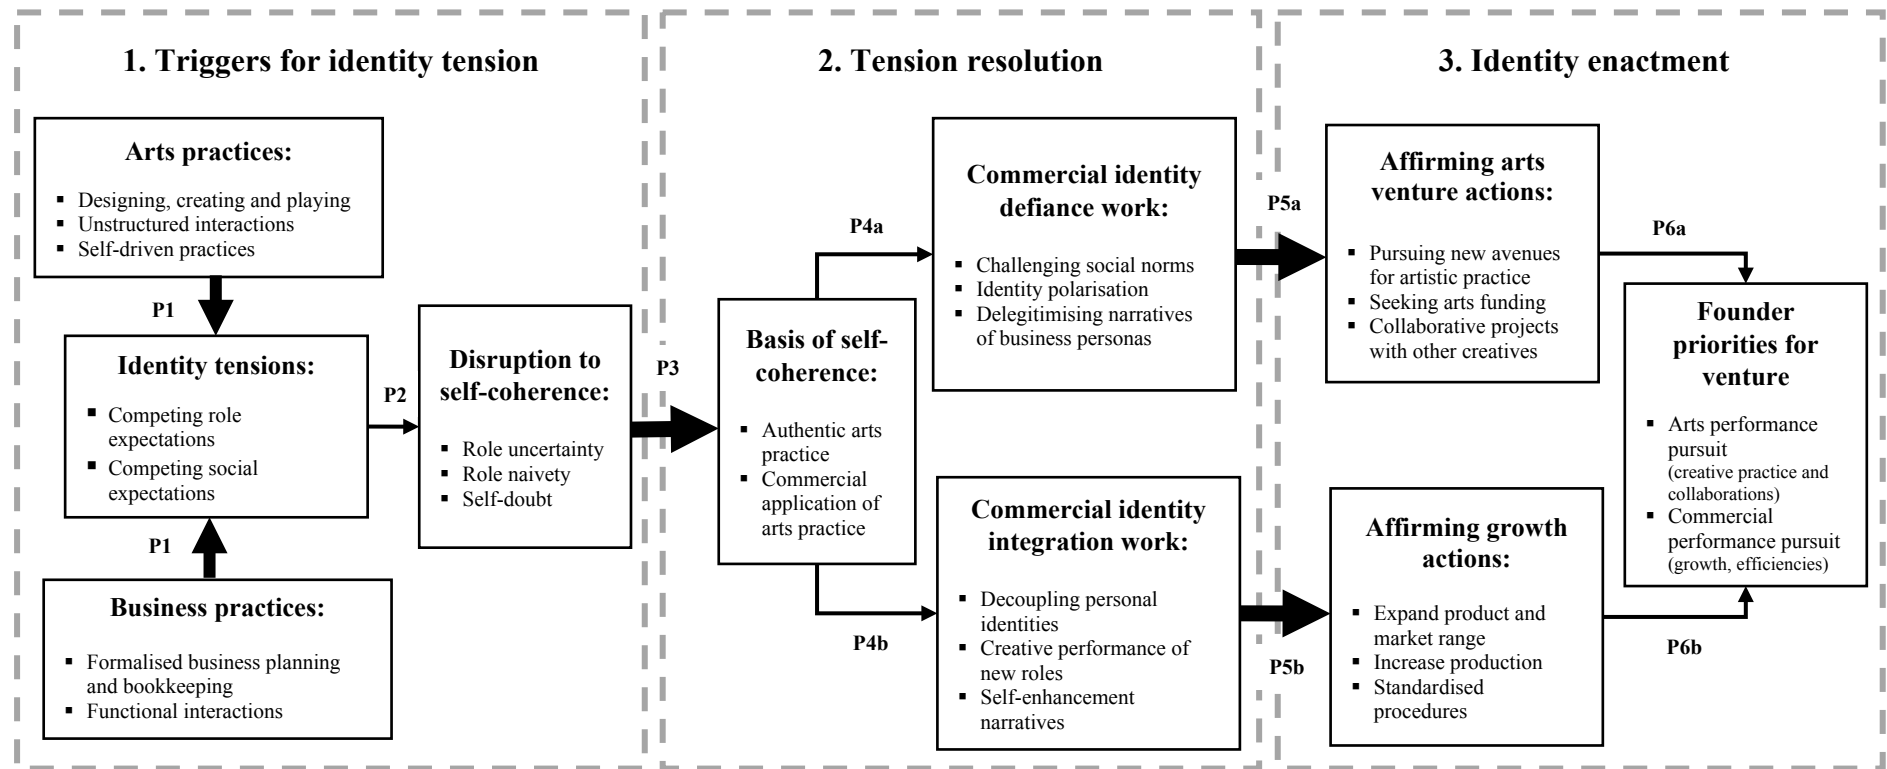 1. Triggers for identity tension
Arts practices:
▪ Designing, creating and playing
▪ Unstructured interactions
▪ Self-driven practices
P1
Identity tensions:
▪ Competing role
expectations
▪ Competing social
expectations
P1
Business practices:
▪ Formalised business planning
and bookkeeping
▪ Functional interactions
P2
Disruption to
self-coherence:
▪ Role uncertainty
▪ Role naivety
▪ Self-doubt
P3
2. Tension resolution
Basis of self-
coherence:
▪ Authentic arts
practice
▪ Commercial
application of
arts practice
P4a
Commercial identity
defiance work:
▪ Challenging social norms
▪ Identity polarisation
▪ Delegitimising narratives
of business personas
P4b
Commercial identity
integration work:
▪ Decoupling personal
identities
▪ Creative performance of
new roles
▪ Self-enhancement
narratives
P5a
P5b
3. Identity enactment
Affirming arts
venture actions:
▪ Pursuing new avenues
for artistic practice
▪ Seeking arts funding
▪ Collaborative projects
with other creatives
Affirming growth
actions:
▪ Expand product and
market range
▪ Increase production
▪ Standardised
procedures
P6a
Founder
priorities for
venture
▪ Arts performance
pursuit
(creative practice and
collaborations)
▪ Commercial
performance pursuit
(growth, efficiencies)
P6b